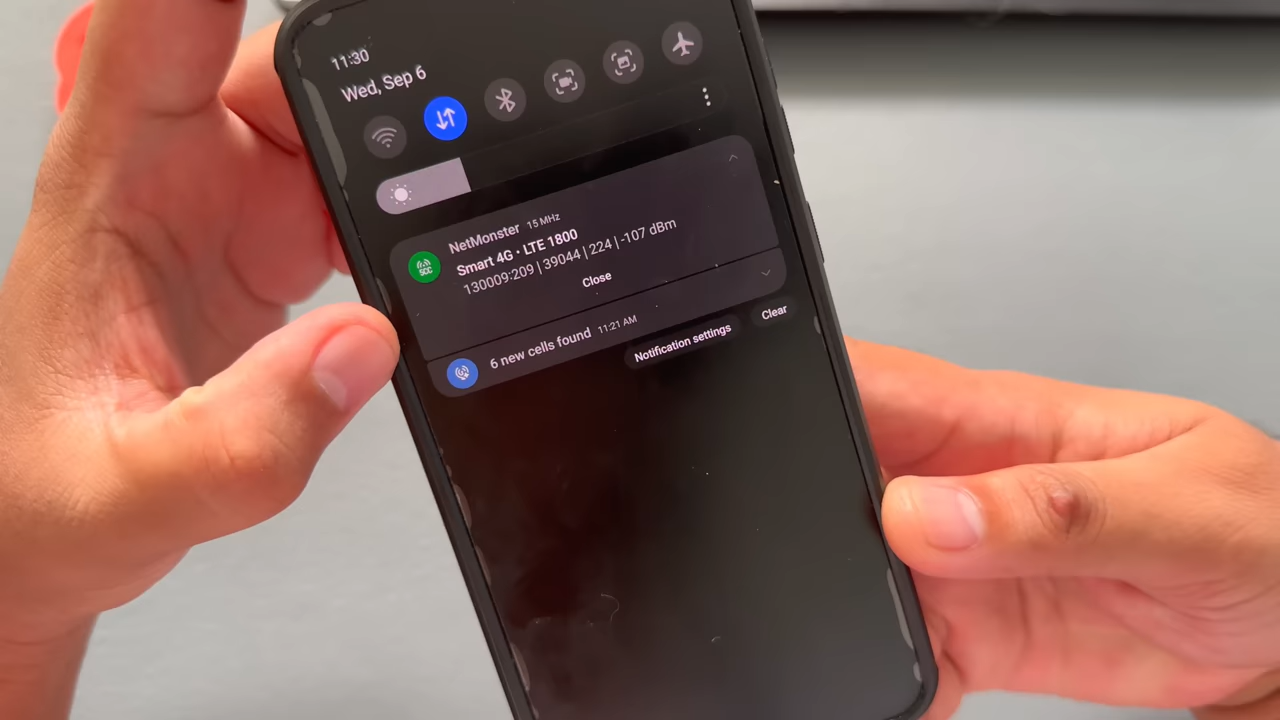 11:30
Wed, Sep 6
NetMonster 15 MHz
Smart 4G • LTE 1800
130009:209 | 39044 | 224 | -107 dBm
Close
6 new cells found 11:21 AM
Notification settings
Clear